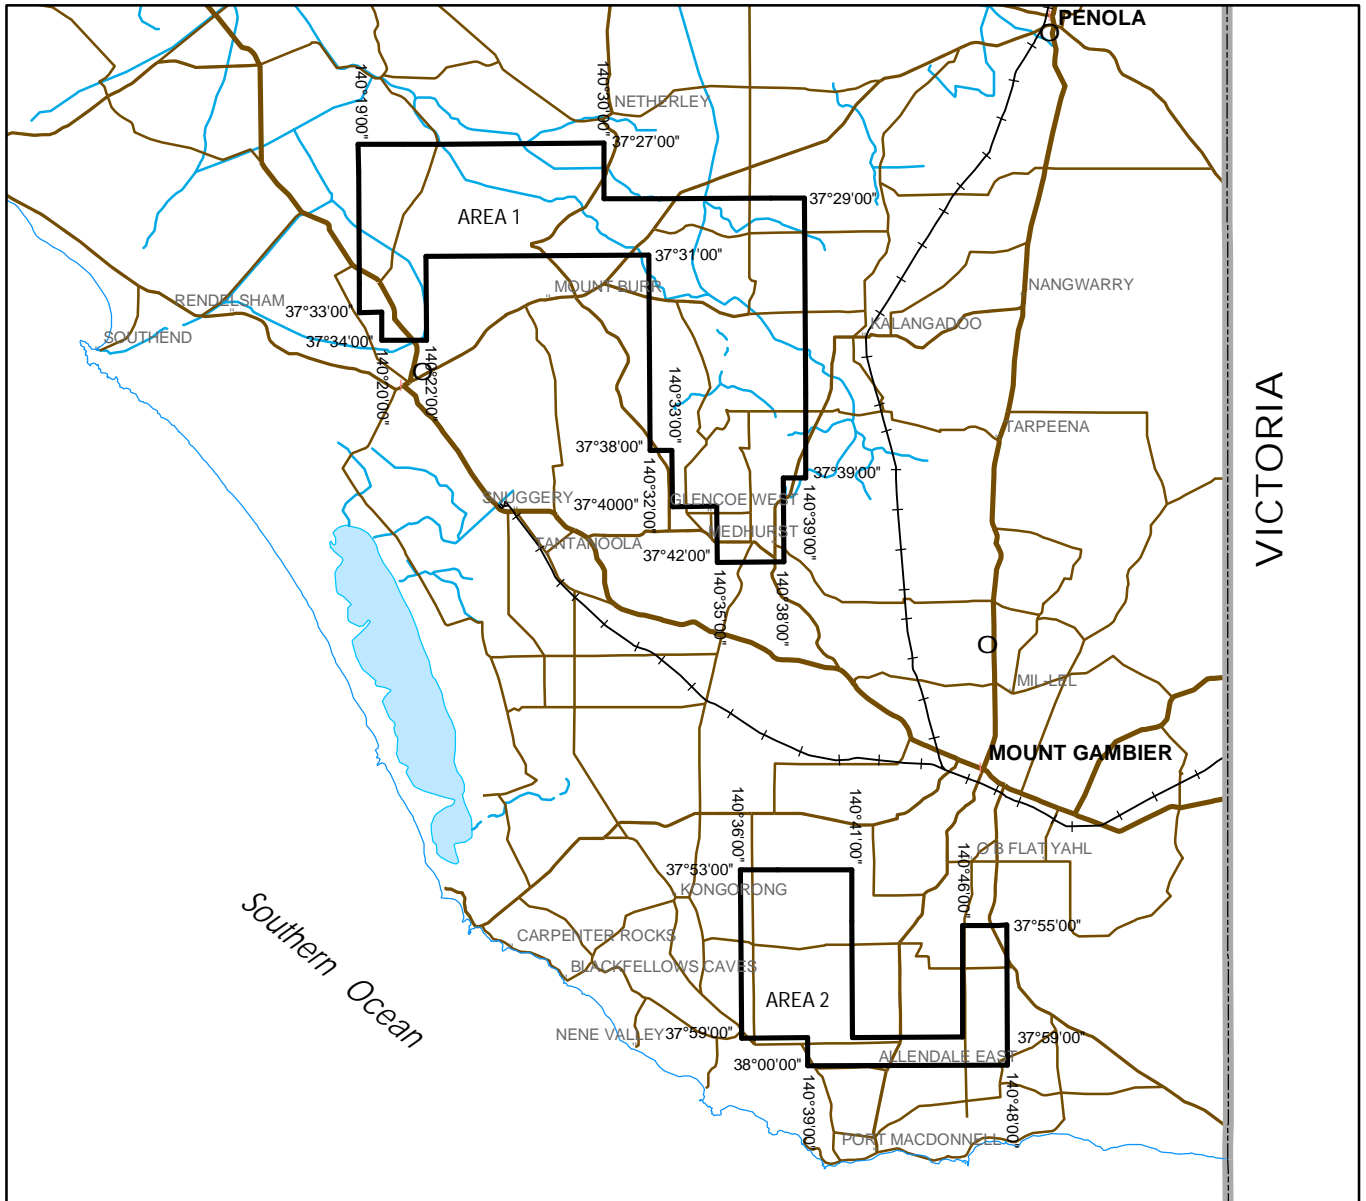 PENOLA
140°19'00"
140°30'00"
NETHERLEY
37°27'00"
37°29'00"
AREA 1
37°31'00"
MOUNT BURR
NANGWARRY
RENDELSHAM
37°33'00"
KALANGADOO
SOUTHEND
37°34'00"
140°20'00"
140°22'00"
140°33'00"
VICTORIA
TARPEENA
37°38'00"
140°32'00"
37°39'00"
SNUGGERY
37°4000"
GLENCOE WEST
140°39'00"
MEDHURST
TANTANOOLA
37°42'00"
140°35'00"
140°38'00"
MIL-LEL
MOUNT GAMBIER
140°36'00"
140°41'00"
140°46'00"
O B FLAT YAHL
37°53'00"
KONGORONG
Southern Ocean
37°55'00"
CARPENTER ROCKS
BLACKFELLOWS CAVES
AREA 2
NENE VALLEY
37°59'00"
37°59'00"
ALLENDALE EAST
38°00'00"
140°39'00"
140°48'00"
PORT MACDONNELL